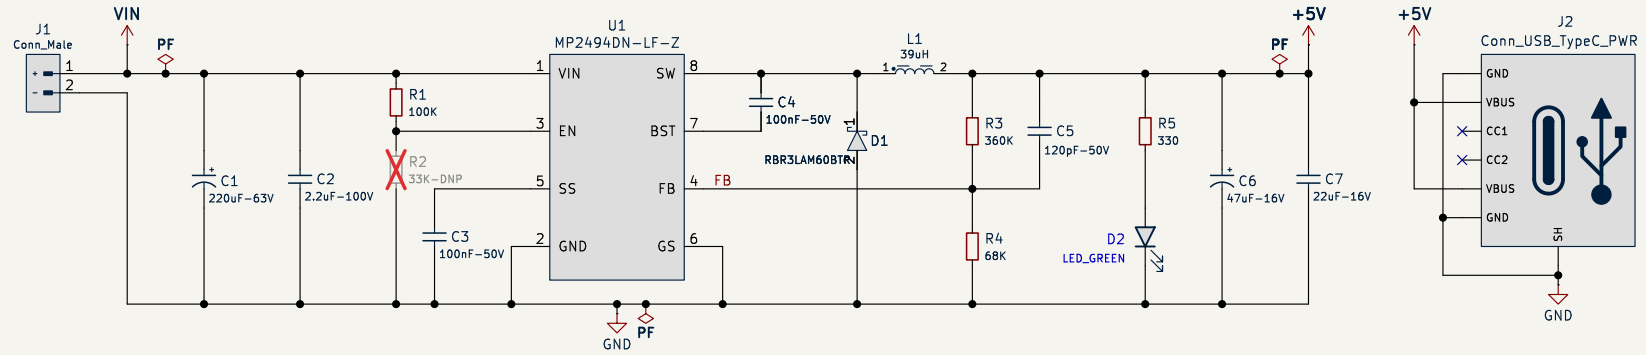 J1
Conn_Male
1
2
+
-
VIN
PF
C1
220uF-63V
+
C2
2.2uF-100V
R1
100K
R2
33K-DNP
C3
100nF-50V
U1
MP2494DN-LF-Z
1
VIN
3
EN
5
SS
2
GND
SW
8
BST
7
FB
4
GS
6
FB
GND
PF
C4
100nF-50V
1
D1
RBR3LAM60BTR
2
L1
39uH
1
2
R3
360K
R4
68K
C5
120pF-50V
R5
330
D2
LED_GREEN
C6
47uF-16V
+
PF
+5V
C7
22uF-16V
+5V
J2
Conn_USB_TypeC_PWR
GND
VBUS
CC1
CC2
VBUS
GND
SH
GND